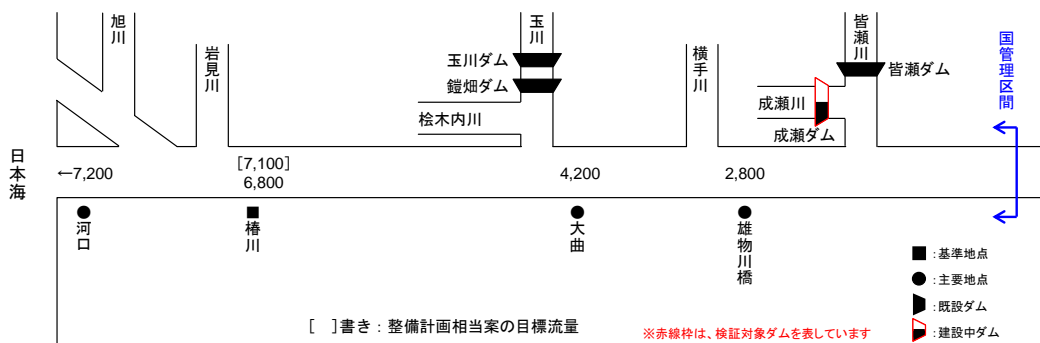 旭川
岩見川
玉川
玉川ダム
鎧畑ダム
桧木内川
横手川
皆瀬川
皆瀬ダム
成瀬川
成瀬ダム
国管理区間
日本海
←7,200
[7,100]
6,800
4,200
2,800
河口
椿川
大曲
雄物川橋
■:基準地点
●:主要地点
:既設ダム
:建設中ダム
[ ]書き:整備計画相当案の目標流量
※赤線枠は、検証対象ダムを表しています